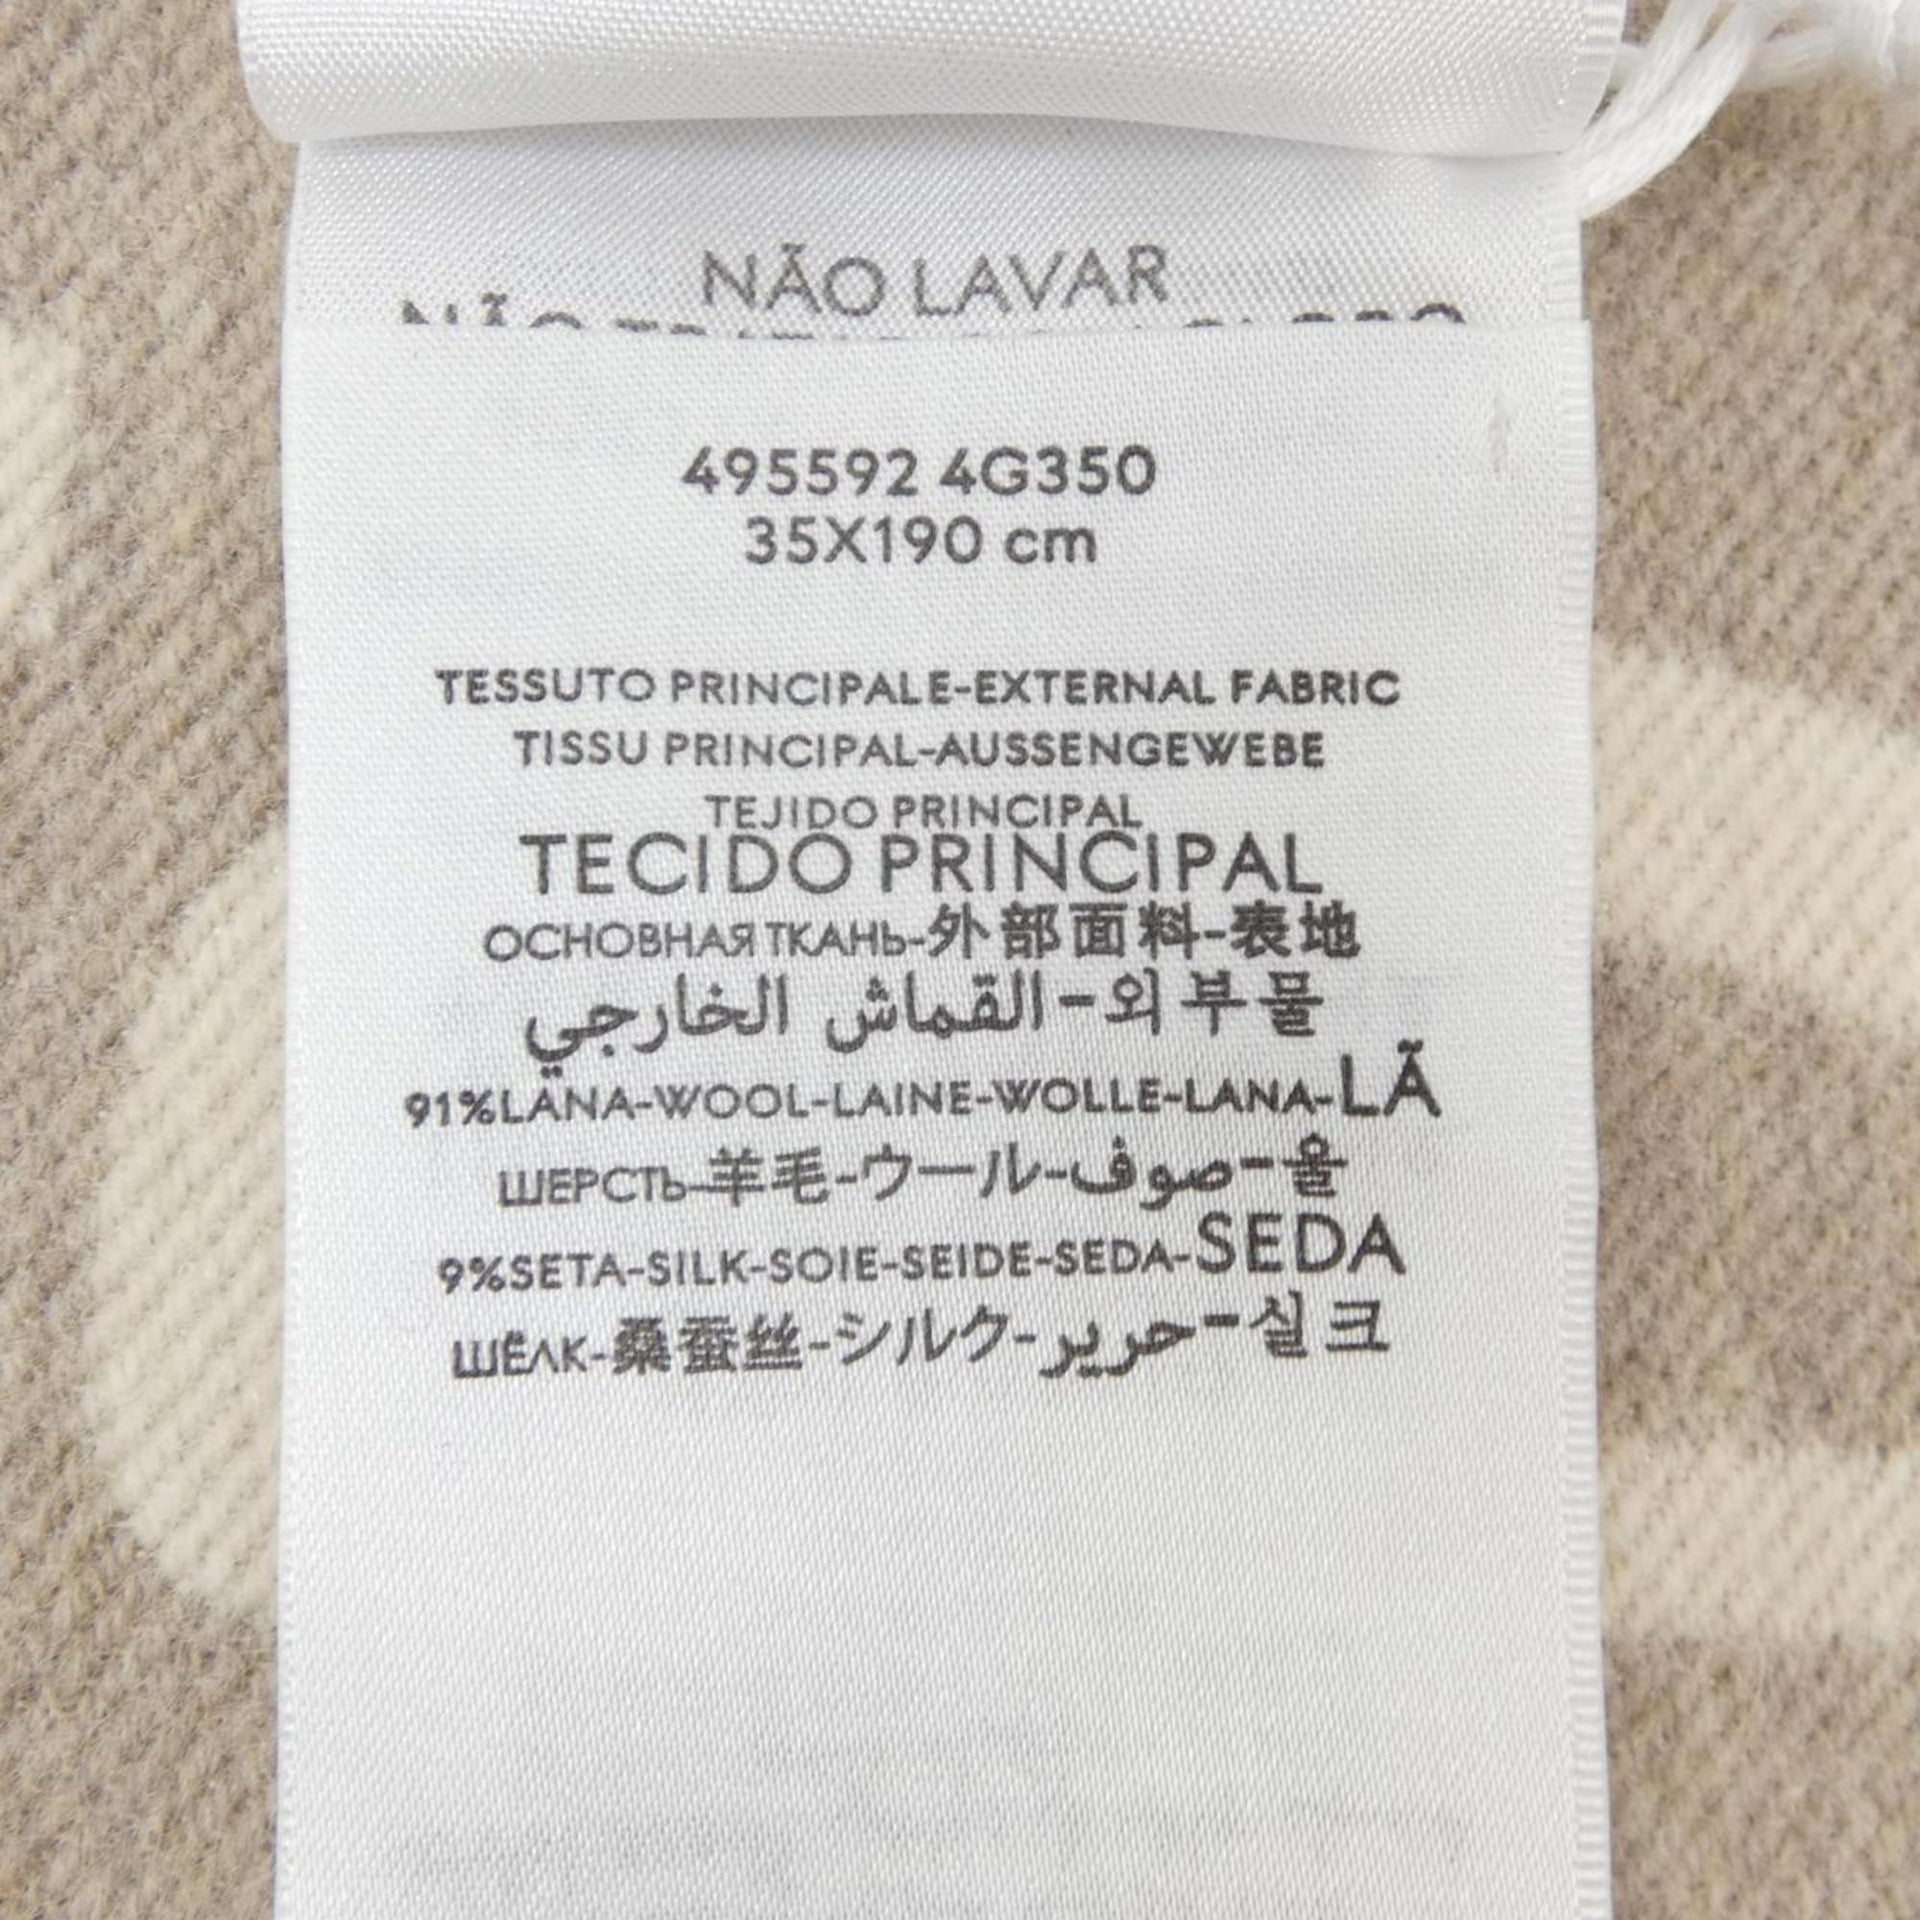 NÃO LAVAR
495592 4G350
35X190 cm
TESSUTO PRINCIPALE-EXTERNAL FABRIC
TISSU PRINCIPAL-AUSSENGEWEBE
TEJIDO PRINCIPAL
TECIDO PRINCIPAL
ОСНОВНАЯ ТКАНЬ-外部面料-表地
القماش الخارجي-외부물
91%LANA-WOOL-LAINE-WOLLE-LANA-LÃ
ШЕРСТЬ-羊毛-ウール-صوف-울
9%SETA-SILK-SOIE-SEIDE-SEDA-SEDA
ШЁЛК-桑蚕丝-シルク-حرير-실크